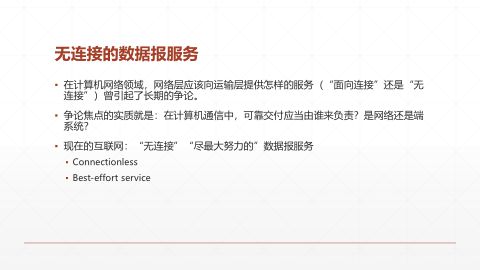 无连接的数据报服务
▪ 在计算机网络领域，网络层应该向运输层提供怎样的服务（“面向连接”还是“无
连接”）曾引起了长期的争论。
▪ 争论焦点的实质就是：在计算机通信中，可靠交付应当由谁来负责？是网络还是端
系统？
▪ 现在的互联网：“无连接”“尽最大努力的”数据报服务
▪ Connectionless
▪ Best-effort service